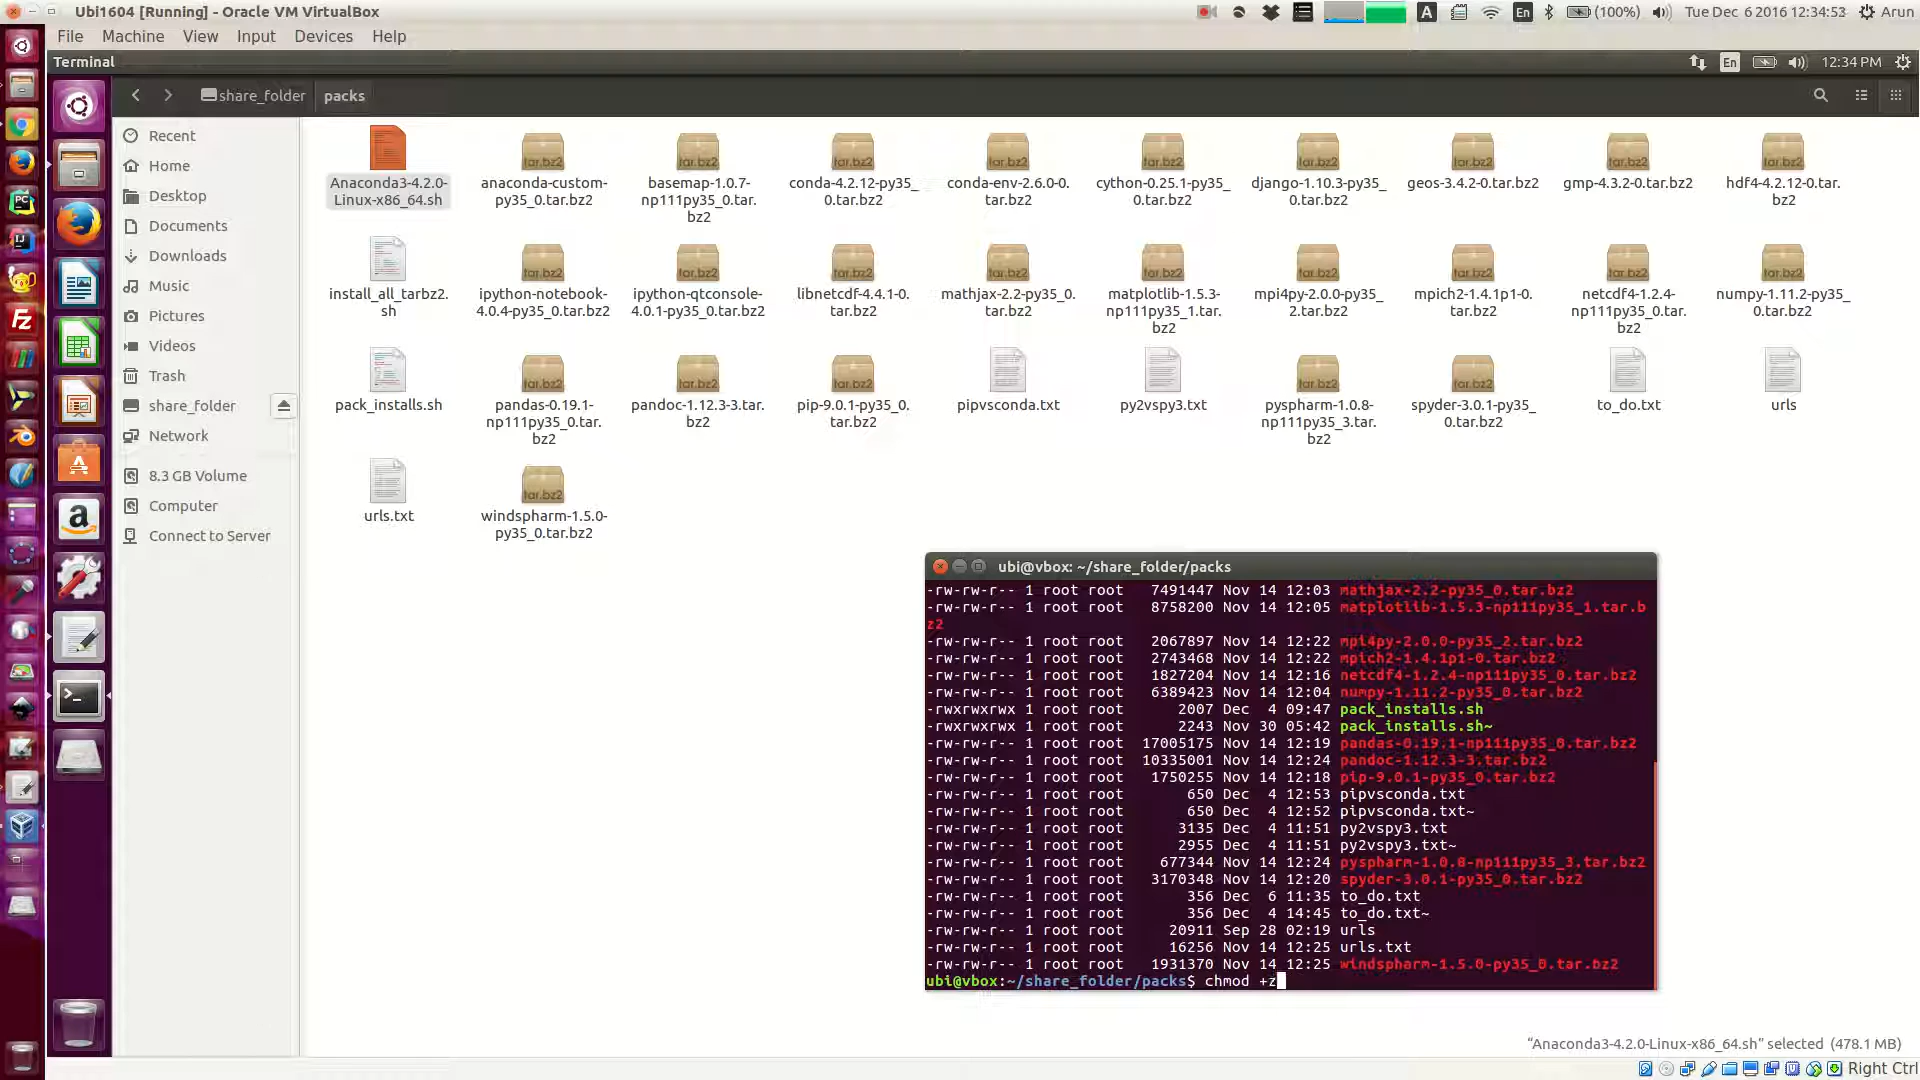 Ubi1604 [Running] - Oracle VM VirtualBox
A
En
(100%)
Tue Dec 6 2016 12:34:53
Arun
File Machine View Input Devices Help
Terminal
En
12:34 PM
share_folder
packs
Recent
Home
Desktop
Documents
Downloads
Music
Pictures
Videos
Trash
share_folder
Network
8.3 GB Volume
Computer
Connect to Server
Anaconda3-4.2.0-
Linux-x86_64.sh
anaconda-custom-
py35_0.tar.bz2
basemap-1.0.7-
np111py35_0.tar.
bz2
conda-4.2.12-py35_
0.tar.bz2
conda-env-2.6.0-0.
tar.bz2
cython-0.25.1-py35_
0.tar.bz2
django-1.10.3-py35_
0.tar.bz2
geos-3.4.2-0.tar.bz2
gmp-4.3.2-0.tar.bz2
hdf4-4.2.12-0.tar.
bz2
install_all_tarbz2.
sh
ipython-notebook-
4.0.4-py35_0.tar.bz2
ipython-qtconsole-
4.0.1-py35_0.tar.bz2
libnetcdf-4.4.1-0.
tar.bz2
mathjax-2.2-py35_0.
tar.bz2
matplotlib-1.5.3-
np111py35_1.tar.
bz2
mpi4py-2.0.0-py35_
2.tar.bz2
mpich2-1.4.1p1-0.
tar.bz2
netcdf4-1.2.4-
np111py35_0.tar.
bz2
numpy-1.11.2-py35_
0.tar.bz2
pack_installs.sh
pandas-0.19.1-
np111py35_0.tar.
bz2
pandoc-1.12.3-3.tar.
bz2
pip-9.0.1-py35_0.
tar.bz2
pipvsconda.txt
py2vspy3.txt
pyspharm-1.0.8-
np111py35_3.tar.
bz2
spyder-3.0.1-py35_
0.tar.bz2
to_do.txt
urls
urls.txt
windspharm-1.5.0-
py35_0.tar.bz2
ubi@vbox: ~/share_folder/packs
-rw-rw-r-- 1 root root 7491447 Nov 14 12:03 mathjax-2.2-py35_0.tar.bz2
-rw-rw-r-- 1 root root 8758200 Nov 14 12:05 matplotlib-1.5.3-np111py35_1.tar.b
z2
-rw-rw-r-- 1 root root 2067897 Nov 14 12:22 mpi4py-2.0.0-py35_2.tar.bz2
-rw-rw-r-- 1 root root 2743468 Nov 14 12:22 mpich2-1.4.1p1-0.tar.bz2
-rw-rw-r-- 1 root root 1827204 Nov 14 12:16 netcdf4-1.2.4-np111py35_0.tar.bz2
-rw-rw-r-- 1 root root 6389423 Nov 14 12:04 numpy-1.11.2-py35_0.tar.bz2
-rwxrwxrwx 1 root root 2007 Dec 4 09:47 pack_installs.sh
-rwxrwxrwx 1 root root 2243 Nov 30 05:42 pack_installs.sh~
-rw-rw-r-- 1 root root 17005175 Nov 14 12:19 pandas-0.19.1-np111py35_0.tar.bz2
-rw-rw-r-- 1 root root 10335001 Nov 14 12:24 pandoc-1.12.3-3.tar.bz2
-rw-rw-r-- 1 root root 1750255 Nov 14 12:18 pip-9.0.1-py35_0.tar.bz2
-rw-rw-r-- 1 root root 650 Dec 4 12:53 pipvsconda.txt
-rw-rw-r-- 1 root root 650 Dec 4 12:52 pipvsconda.txt~
-rw-rw-r-- 1 root root 3135 Dec 4 11:51 py2vspy3.txt
-rw-rw-r-- 1 root root 2955 Dec 4 11:51 py2vspy3.txt~
-rw-rw-r-- 1 root root 677344 Nov 14 12:24 pyspharm-1.0.8-np111py35_3.tar.bz2
-rw-rw-r-- 1 root root 3170348 Nov 14 12:20 spyder-3.0.1-py35_0.tar.bz2
-rw-rw-r-- 1 root root 356 Dec 6 11:35 to_do.txt
-rw-rw-r-- 1 root root 356 Dec 4 14:45 to_do.txt~
-rw-rw-r-- 1 root root 20911 Sep 28 02:19 urls
-rw-rw-r-- 1 root root 16256 Nov 14 12:25 urls.txt
-rw-rw-r-- 1 root root 1931370 Nov 14 12:25 windspharm-1.5.0-py35_0.tar.bz2
ubi@vbox:~/share_folder/packs$ chmod +z
"Anaconda3-4.2.0-Linux-x86_64.sh" selected (478.1 MB)
Right Ctrl